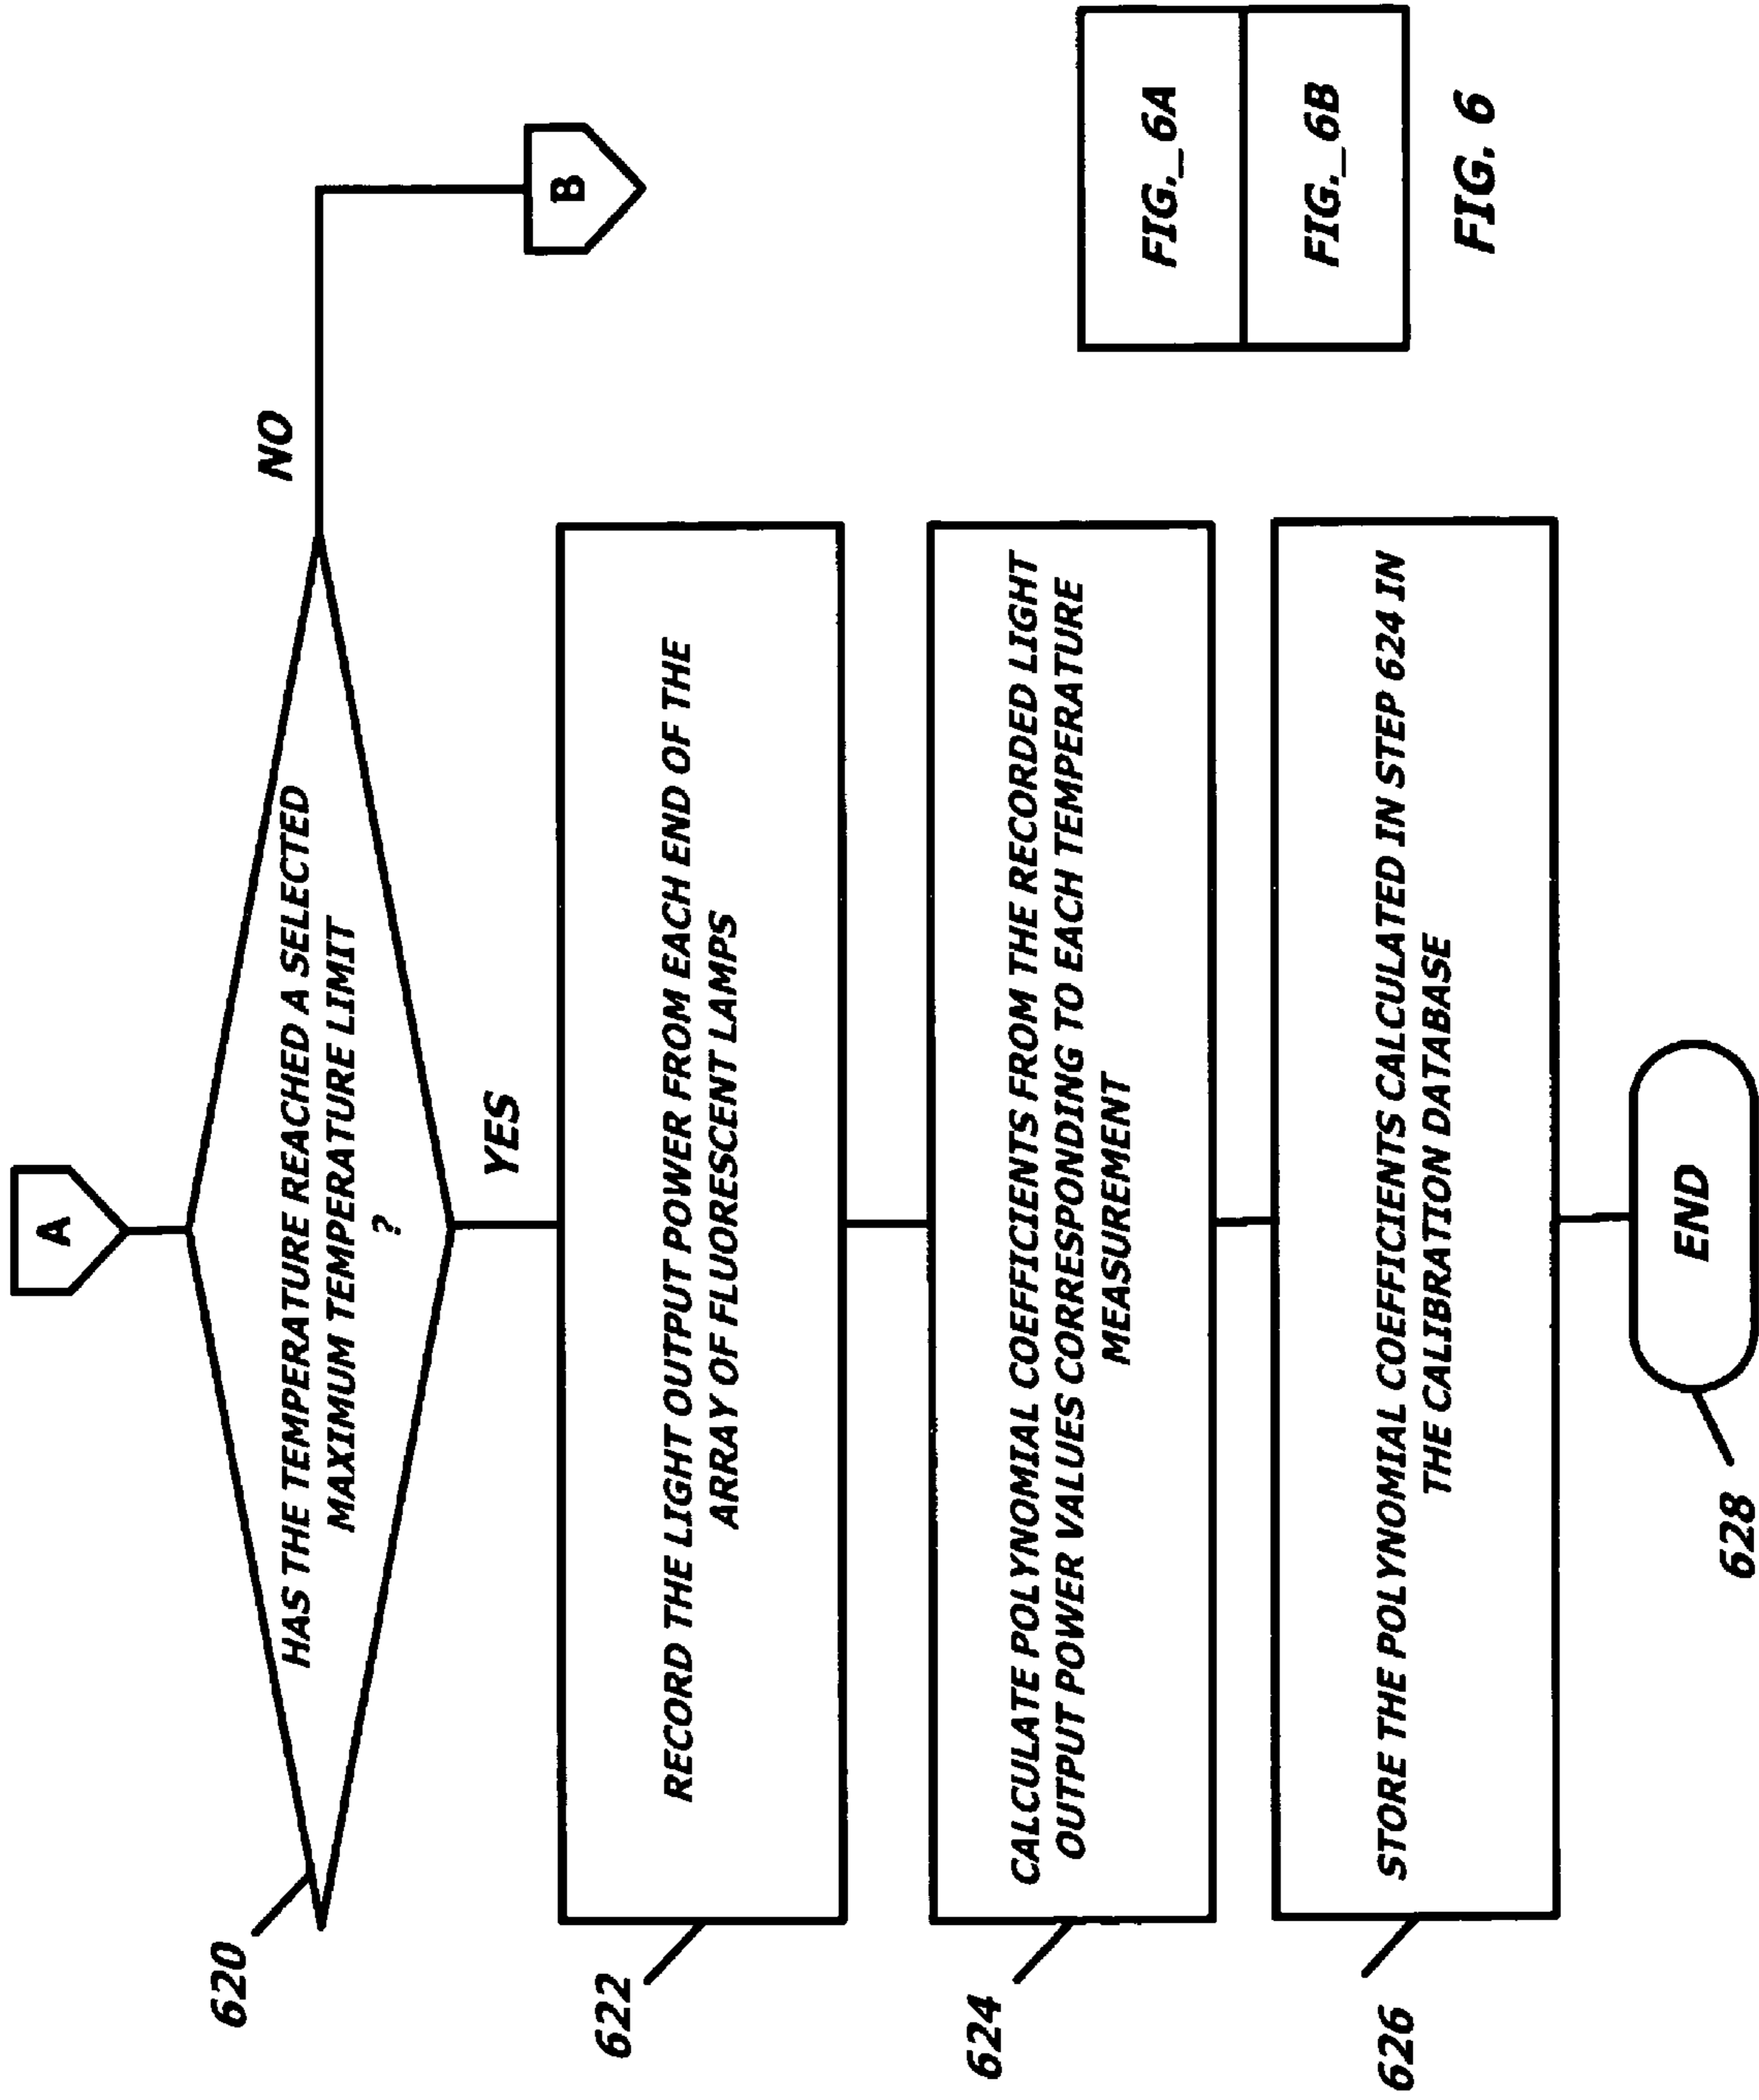 A
620
HAS THE TEMPERATURE REACHED A SELECTED
MAXIMUM TEMPERATURE LIMIT
?
NO
B
YES
622
RECORD THE LIGHT OUTPUT POWER FROM EACH END OF THE
ARRAY OF FLUORESCENT LAMPS
624
CALCULATE POLYNOMIAL COEFFICIENTS FROM THE RECORDED LIGHT
OUTPUT POWER VALUES CORRESPONDING TO EACH TEMPERATURE
MEASUREMENT
626
STORE THE POLYNOMIAL COEFFICIENTS CALCULATED IN STEP 624 IN
THE CALIBRATION DATABASE
END
628
FIG._6A
FIG._6B
FIG. 6